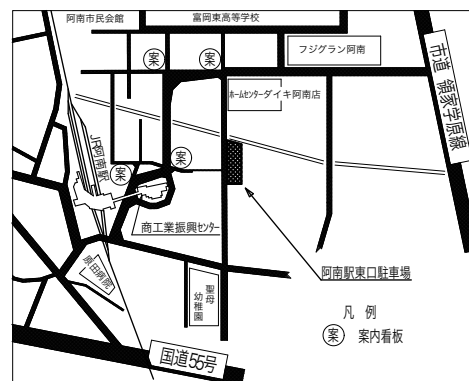 阿南市民会館
富岡東高等学校
案
案
フジグラン阿南
市道 領家学原線
ホームセンターダイキ阿南店
JR阿南駅
案
案
商工業振興センター
原田病院
聖母
幼稚園
阿南駅東口駐車場
凡 例
案 案内看板
国道55号